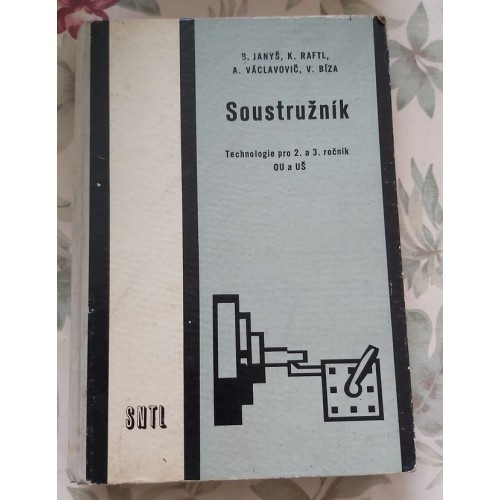 B. JANYŠ, K. RAFTL,
A. VÁCLAVOVIČ, V. BÍZA
Soustružník
Technologie pro 2. a 3. ročník
OU a UŠ
SNTL